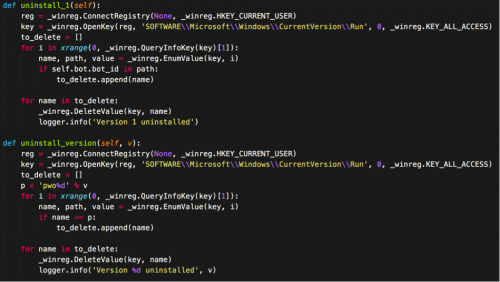 def uninstall_1(self):
    reg = _winreg.ConnectRegistry(None, _winreg.HKEY_CURRENT_USER)
    key = _winreg.OpenKey(reg, 'SOFTWARE\\Microsoft\\Windows\\CurrentVersion\\Run', 0, _winreg.KEY_ALL_ACCESS)
    to_delete = []
    for i in xrange(0, _winreg.QueryInfoKey(key)[1]):
        name, path, value = _winreg.EnumValue(key, i)
        if self.bot.bot_id in path:
            to_delete.append(name)

    for name in to_delete:
        _winreg.DeleteValue(key, name)
        logger.info('Version 1 uninstalled')

def uninstall_version(self, v):
    reg = _winreg.ConnectRegistry(None, _winreg.HKEY_CURRENT_USER)
    key = _winreg.OpenKey(reg, 'SOFTWARE\\Microsoft\\Windows\\CurrentVersion\\Run', 0, _winreg.KEY_ALL_ACCESS)
    to_delete = []
    p = 'pwo%d' % v
    for i in xrange(0, _winreg.QueryInfoKey(key)[1]):
        name, path, value = _winreg.EnumValue(key, i)
        if name == p:
            to_delete.append(name)

    for name in to_delete:
        _winreg.DeleteValue(key, name)
        logger.info('Version %d uninstalled', v)